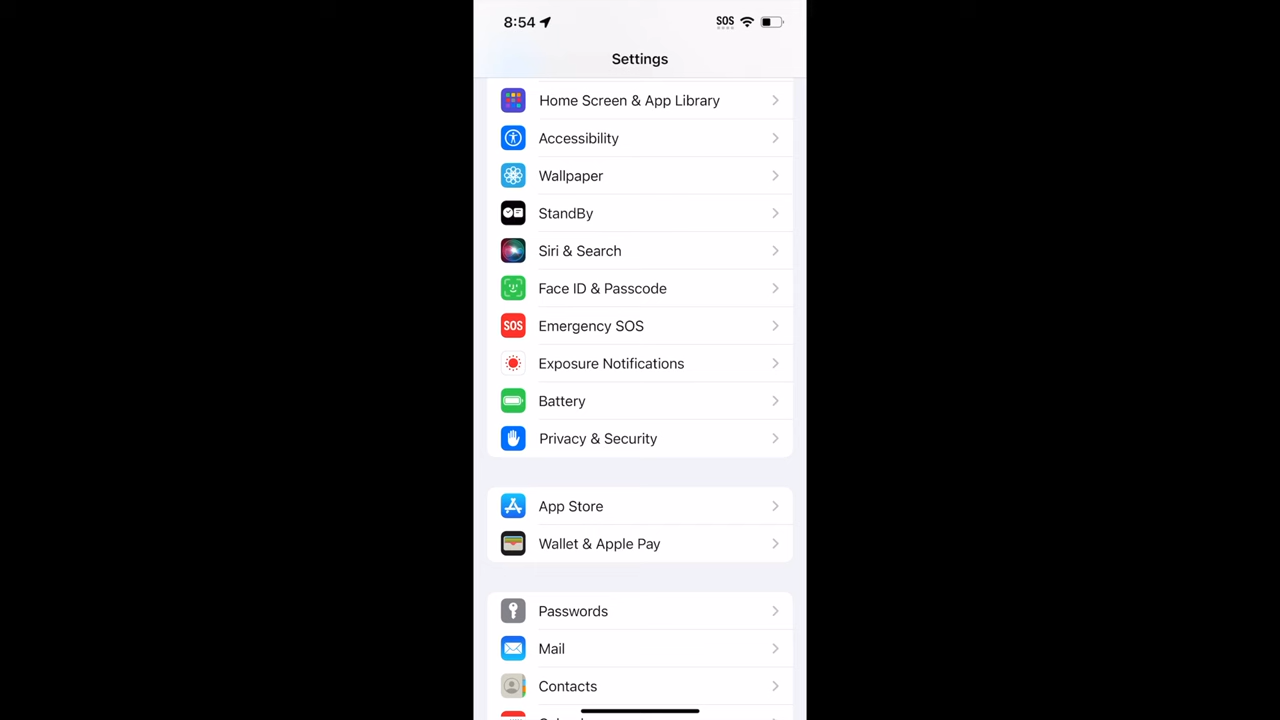 8:54
SOS
Settings
Home Screen & App Library
Accessibility
Wallpaper
StandBy
Siri & Search
Face ID & Passcode
SOS Emergency SOS
Exposure Notifications
Battery
Privacy & Security
App Store
Wallet & Apple Pay
Passwords
Mail
Contacts